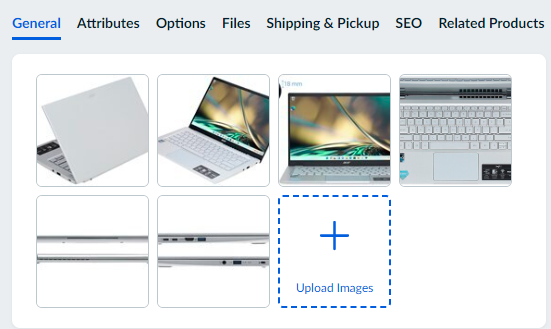 General Attributes Options Files Shipping & Pickup SEO Related Products
Upload Images